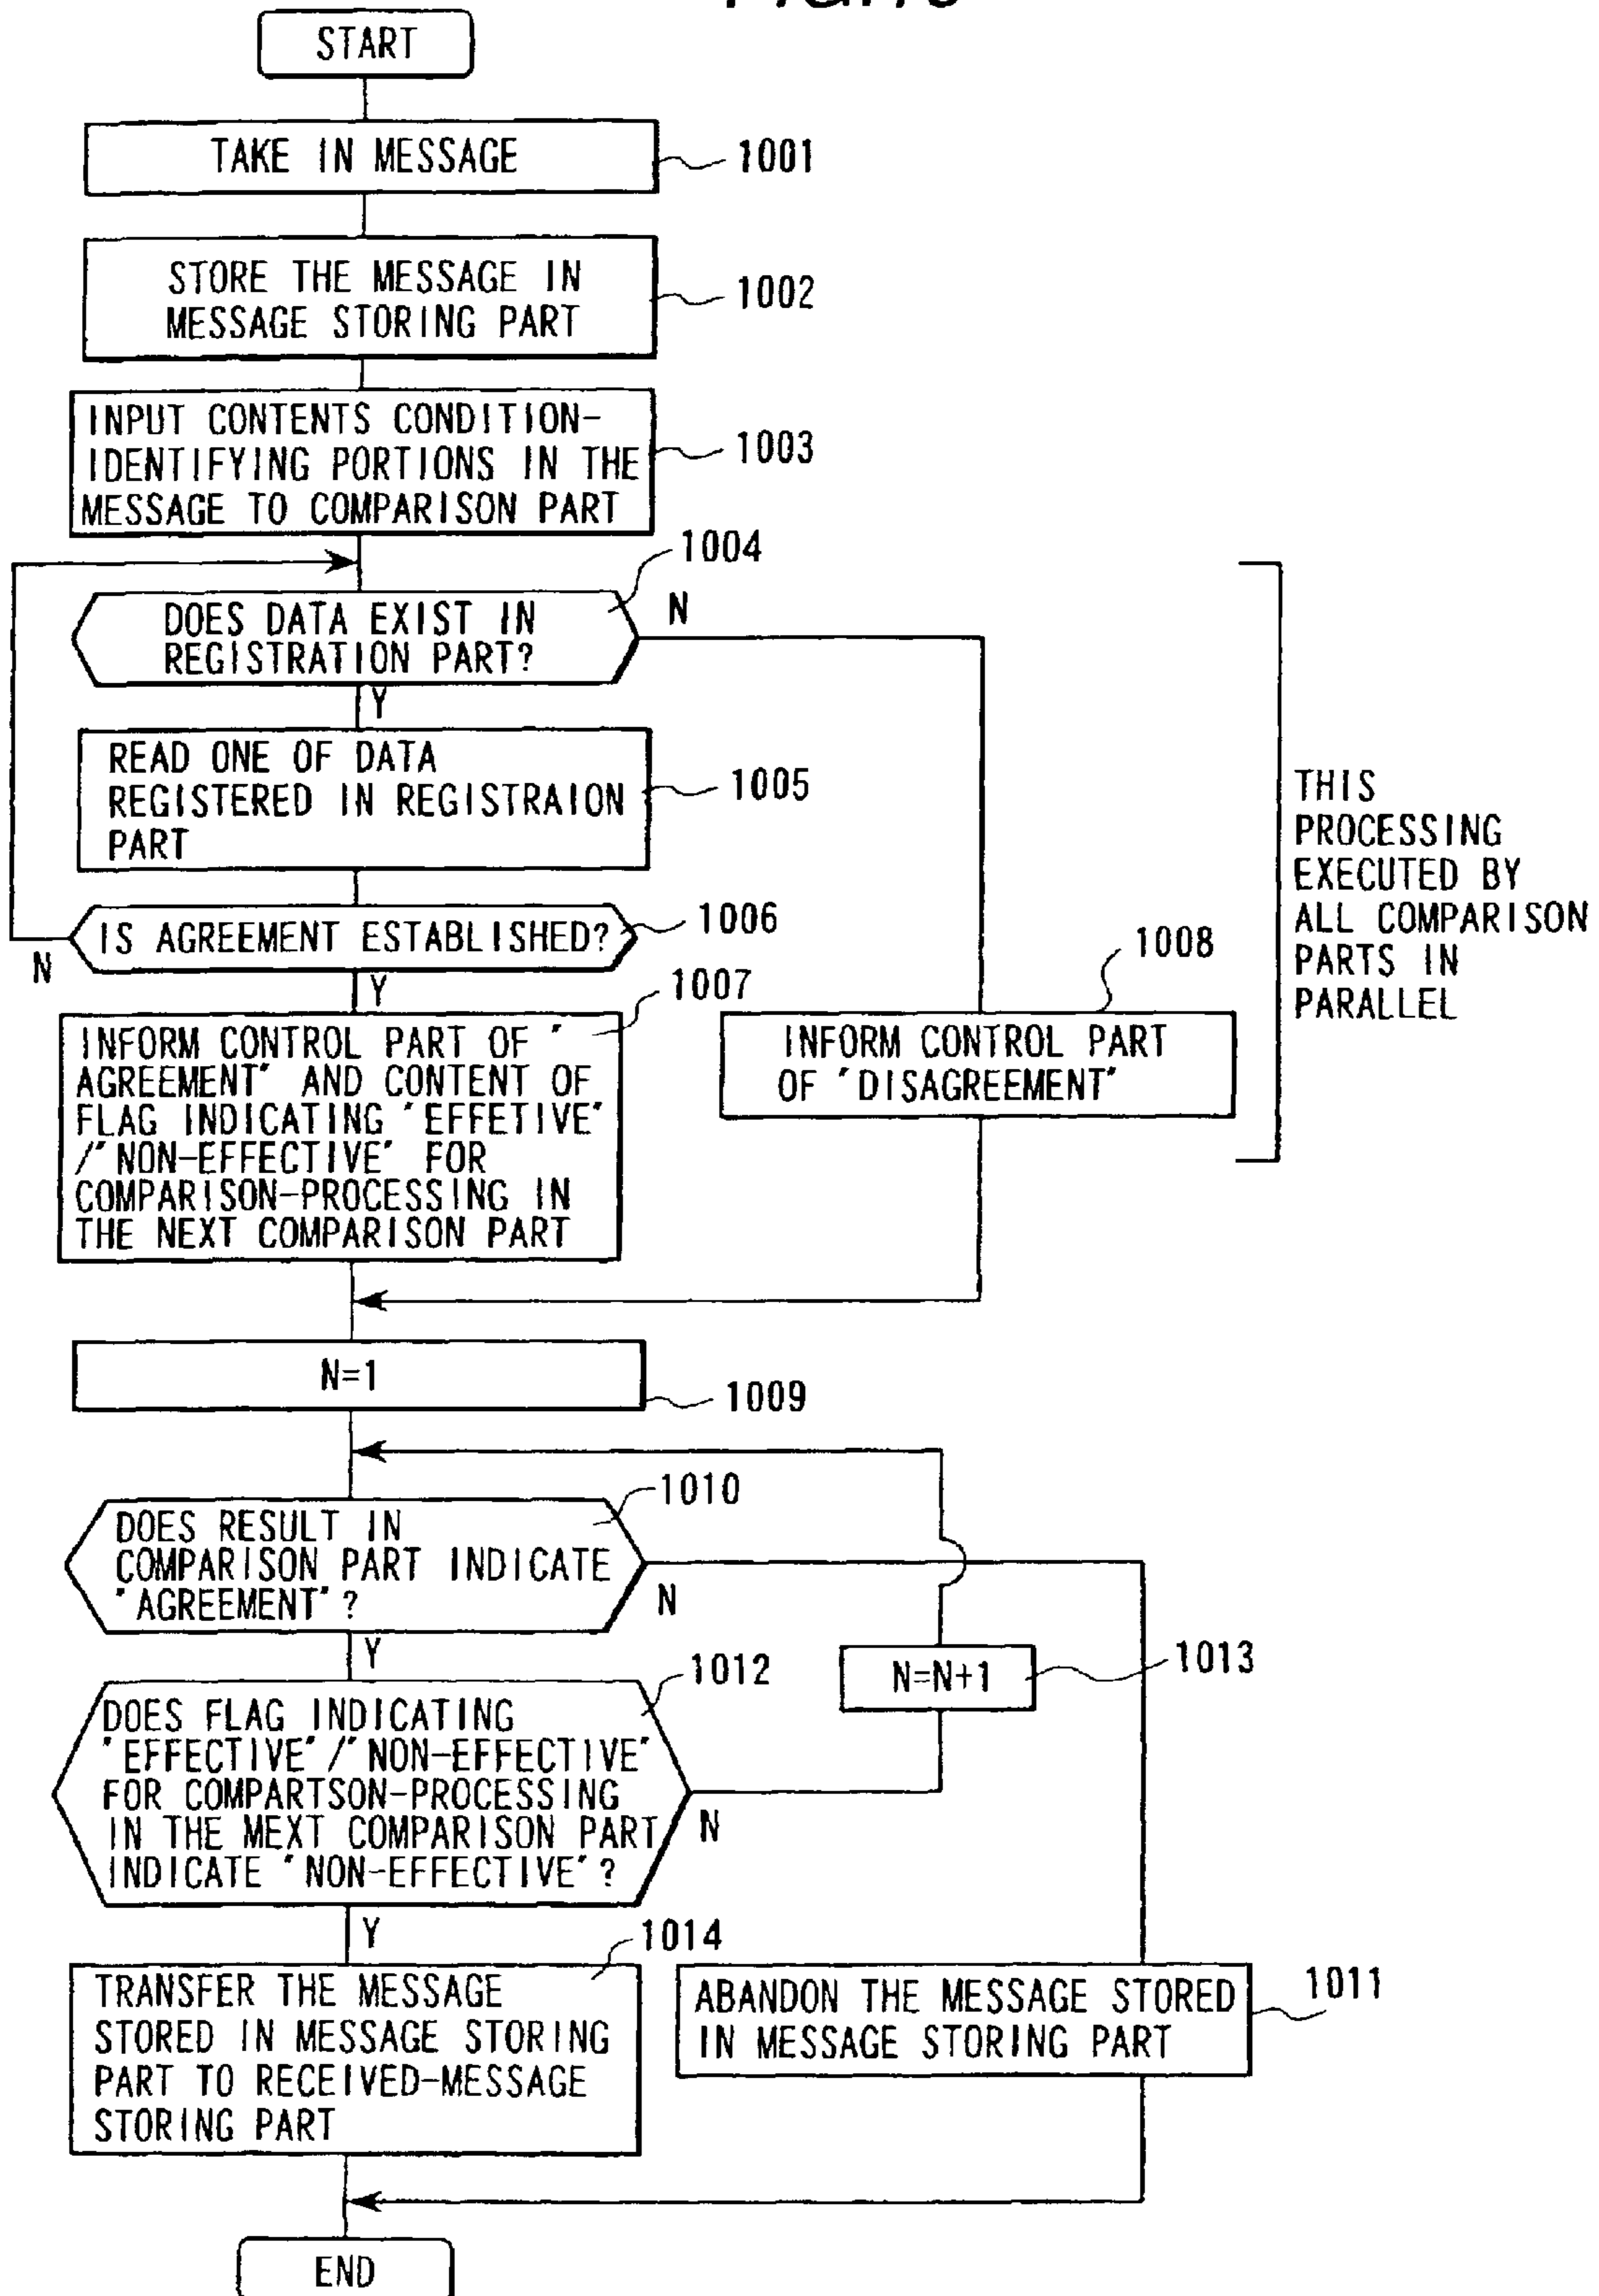 START
TAKE IN MESSAGE
1001
STORE THE MESSAGE IN
MESSAGE STORING PART
1002
INPUT CONTENTS CONDITION-
IDENTIFYING PORTIONS IN THE
MESSAGE TO COMPARISON PART
1003
1004
DOES DATA EXIST IN
REGISTRATION PART?
N
Y
READ ONE OF DATA
REGISTERED IN REGISTRAION
PART
1005
THIS
PROCESSING
EXECUTED BY
ALL COMPARISON
PARTS IN
PARALLEL
IS AGREEMENT ESTABLISHED?
1006
N
Y
1007
INFORM CONTROL PART OF "
AGREEMENT" AND CONTENT OF
FLAG INDICATING "EFFETIVE"
/"NON-EFFECTIVE" FOR
COMPARISON-PROCESSING IN
THE NEXT COMPARISON PART
1008
INFORM CONTROL PART
OF "DISAGREEMENT"
N=1
1009
1010
DOES RESULT IN
COMPARISON PART INDICATE
"AGREEMENT"?
N
Y
1012
N=N+1
1013
DOES FLAG INDICATING
"EFFECTIVE"/"NON-EFFECTIVE"
FOR COMPARTSON-PROCESSING
IN THE MEXT COMPARISON PART
INDICATE "NON-EFFECTIVE"?
N
Y
1014
TRANSFER THE MESSAGE
STORED IN MESSAGE STORING
PART TO RECEIVED-MESSAGE
STORING PART
ABANDON THE MESSAGE STORED
IN MESSAGE STORING PART
1011
END